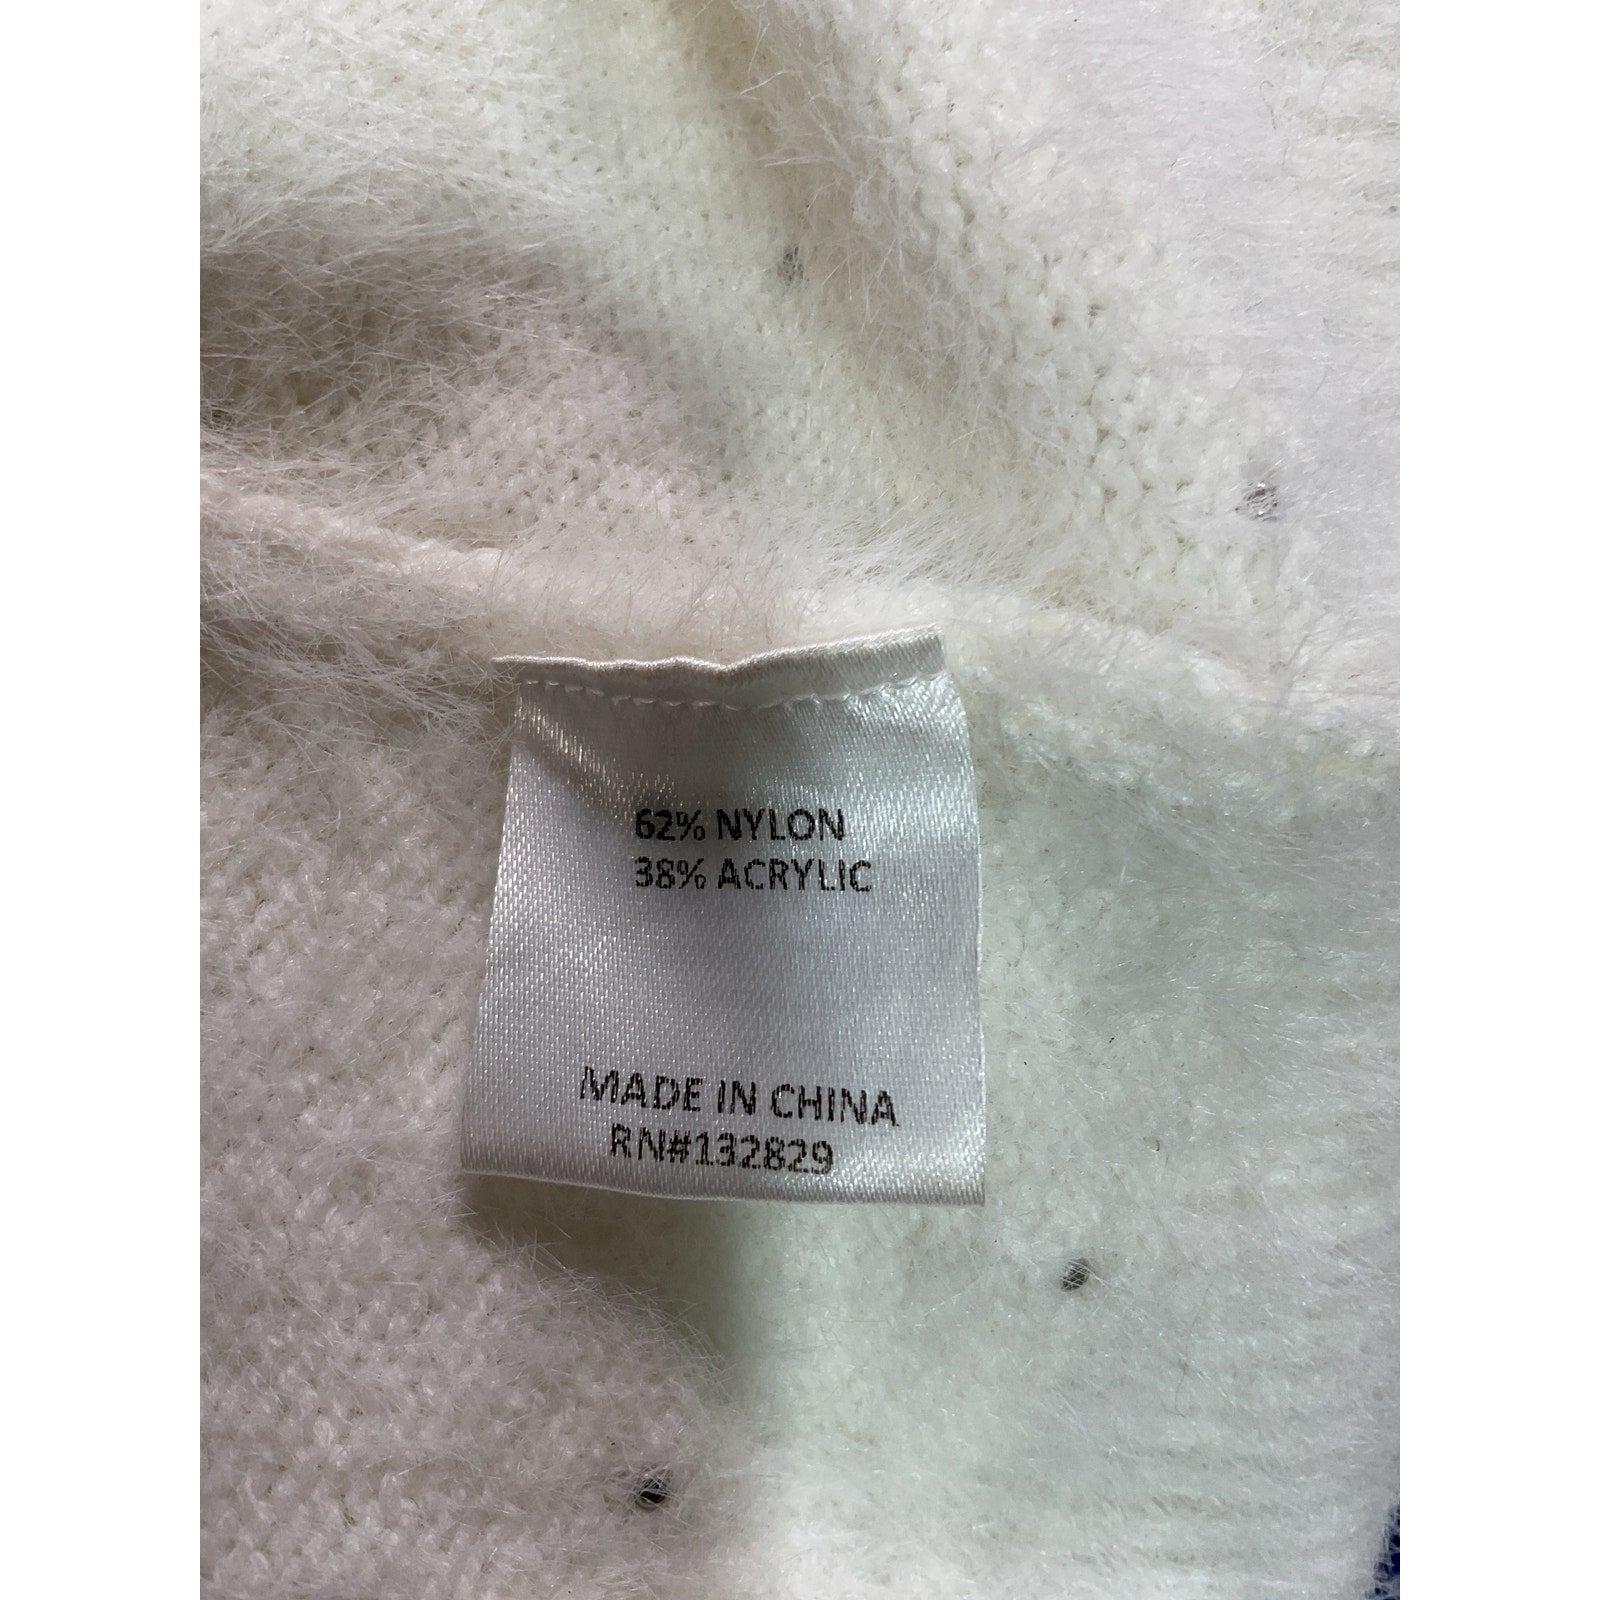 62% NYLON
38% ACRYLIC
MADE IN CHINA
RN#132829